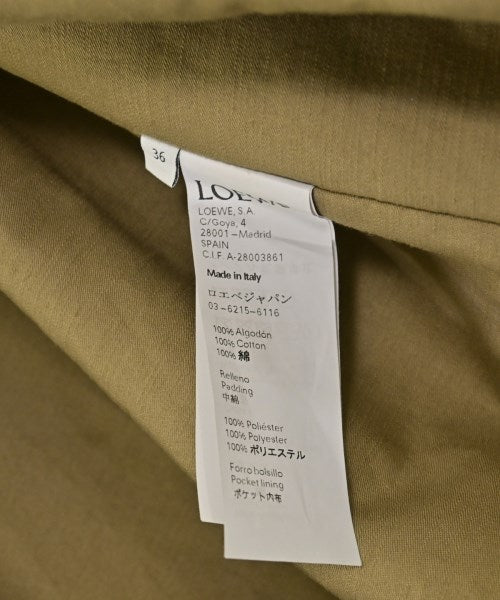 36
LOEWE
LOEWE, S.A.
C/Goya, 4
28001-Madrid
SPAIN
C.I.F. A-28003861
Made in Italy
ロエベジャパン
03-6215-6116
100% Algodón
100% Cotton
100% 綿
Relleno
Padding
中綿
100% Poliéster
100% Polyester
100% ポリエステル
Forro bolsillo
Pocket lining
ポケット内布